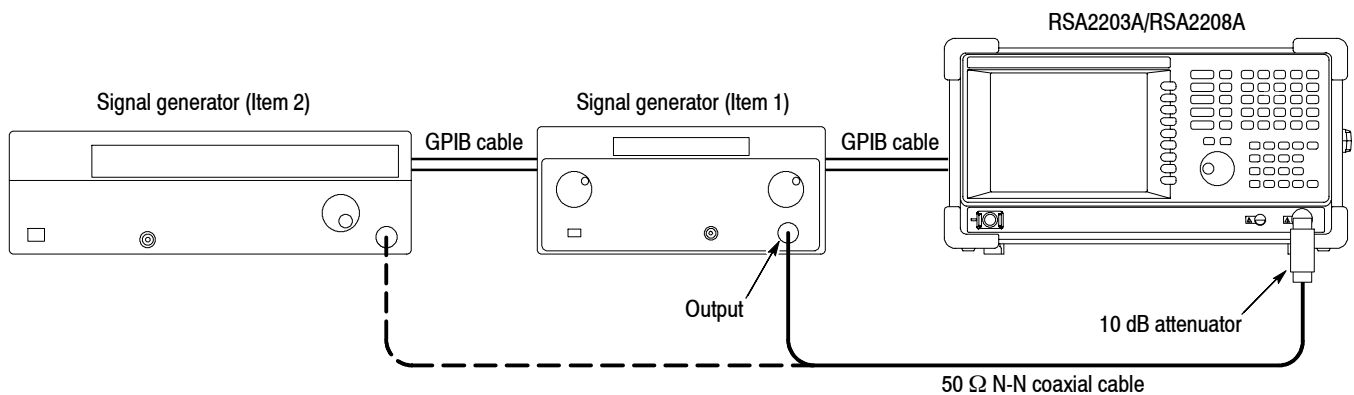 RSA2203A/RSA2208A
Signal generator (Item 2)
Signal generator (Item 1)
GPIB cable
GPIB cable
Output
10 dB attenuator
50 Ω N-N coaxial cable